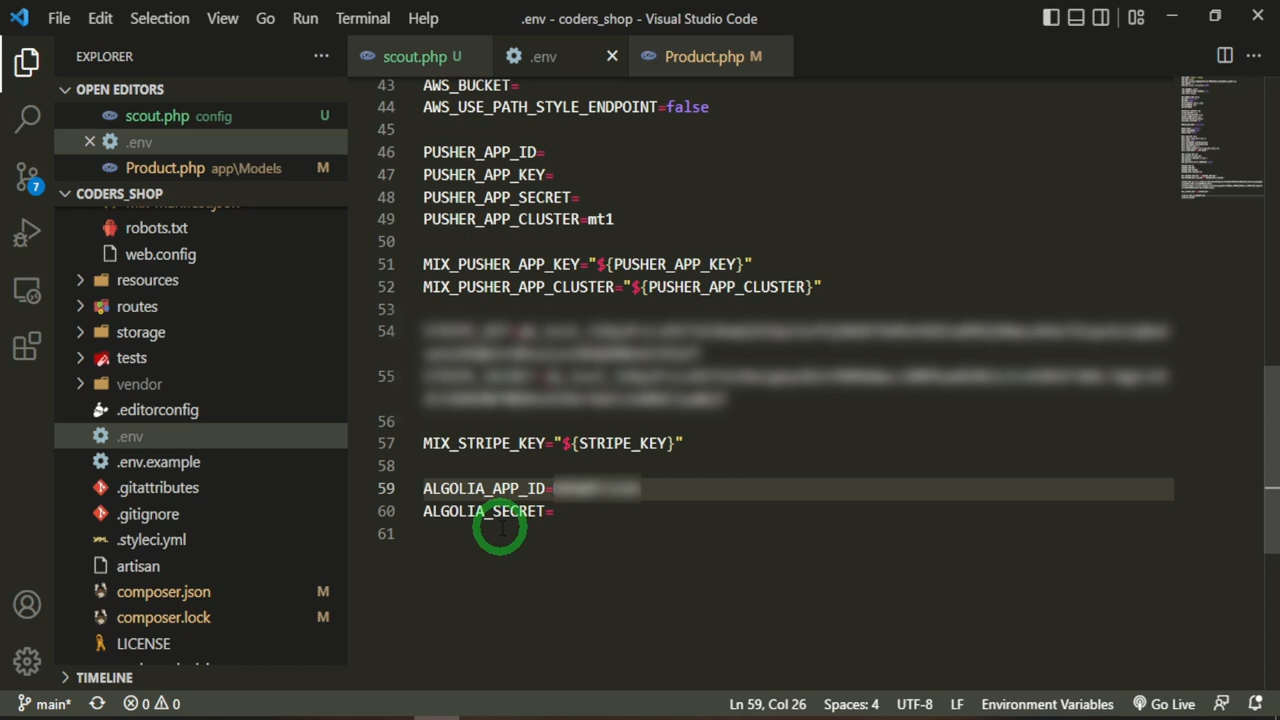 File Edit Selection View Go Run Terminal Help .env - coders_shop - Visual Studio Code
EXPLORER
scout.php U
.env
Product.php M
OPEN EDITORS
scout.php config U
.env
Product.php app\Models M
CODERS_SHOP
robots.txt
web.config
resources
routes
storage
tests
vendor
.editorconfig
.env
.env.example
.gitattributes
.gitignore
.styleci.yml
artisan
composer.json M
composer.lock M
LICENSE
TIMELINE
7
43 AWS_BUCKET=
44 AWS_USE_PATH_STYLE_ENDPOINT=false
45
46 PUSHER_APP_ID=
47 PUSHER_APP_KEY=
48 PUSHER_APP_SECRET=
49 PUSHER_APP_CLUSTER=mt1
50
51 MIX_PUSHER_APP_KEY="${PUSHER_APP_KEY}"
52 MIX_PUSHER_APP_CLUSTER="${PUSHER_APP_CLUSTER}"
53
54
55
56
57 MIX_STRIPE_KEY="${STRIPE_KEY}"
58
59 ALGOLIA_APP_ID=
60 ALGOLIA_SECRET=
61
main* 0 0 Ln 59, Col 26 Spaces: 4 UTF-8 LF Environment Variables Go Live